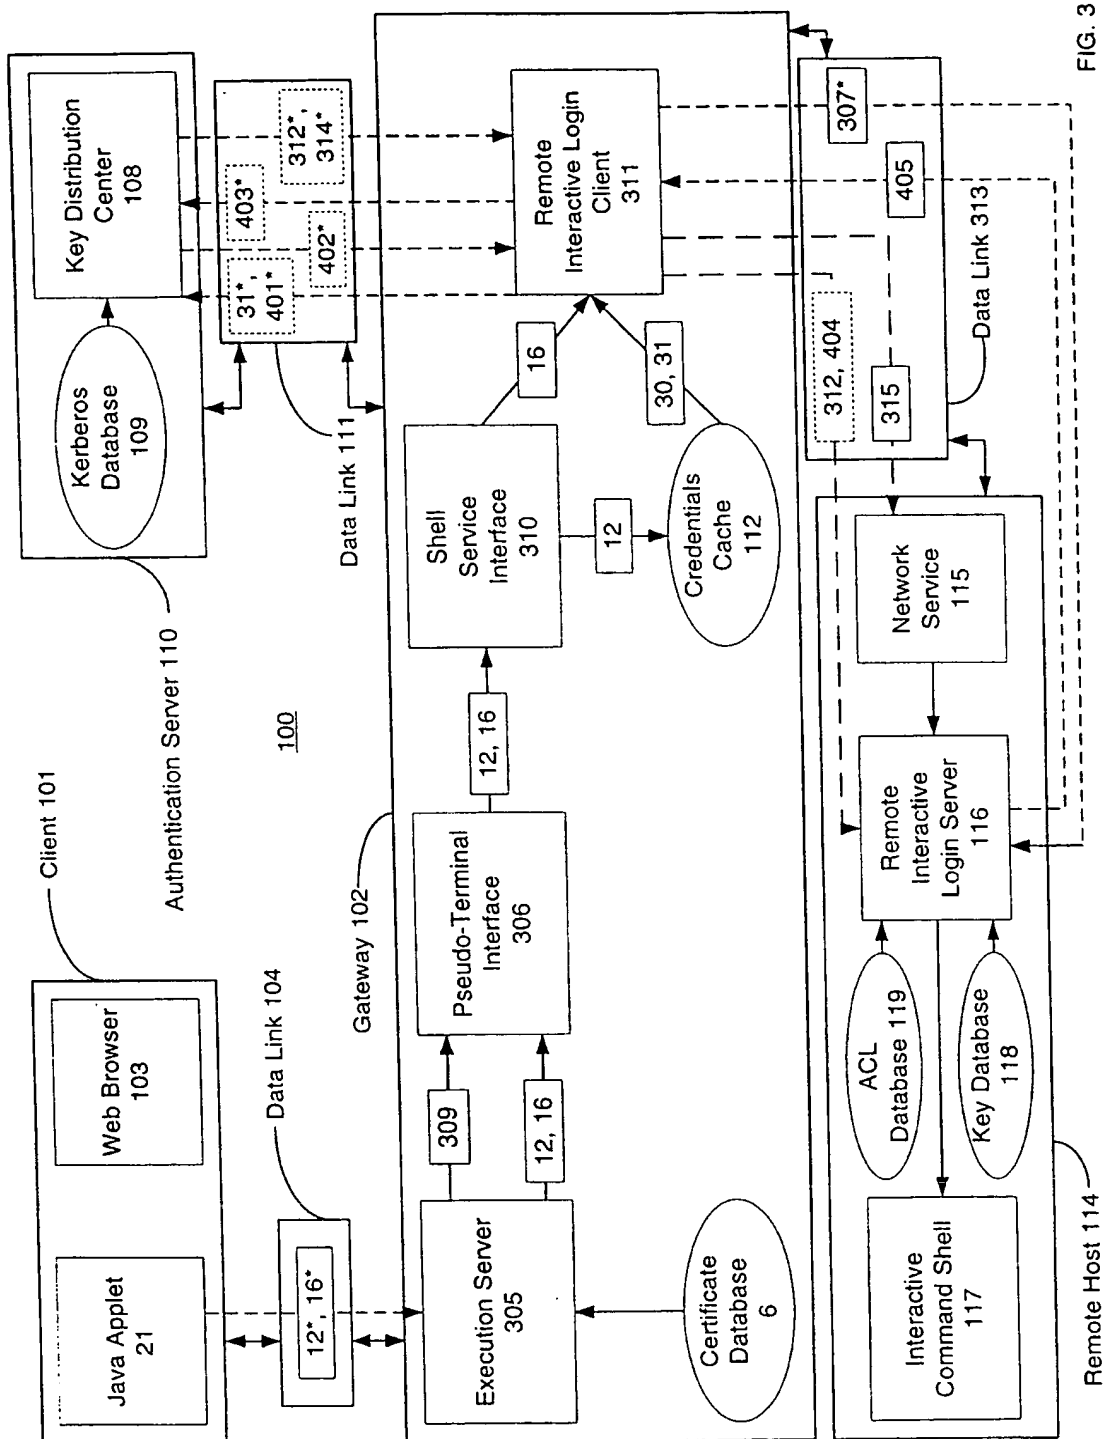 Client 101
Java Applet
21
Web Browser
103
Authentication Server 110
Kerberos
Database
109
Key Distribution
Center
108
Data Link 104
12*, 16*
100
Data Link 111
31*,
401*
402*
403*
312*,
314*
Gateway 102
Execution Server
305
309
12, 16
Pseudo-Terminal
Interface
306
12, 16
Shell
Service
Interface
310
16
12
30, 31
Remote
Interactive Login
Client
311
Certificate
Database
6
Credentials
Cache
112
312, 404
315
405
307*
Data Link 313
Interactive
Command Shell
117
ACL
Database 119
Key Database
118
Remote
Interactive
Login Server
116
Network
Service
115
Remote Host 114
FIG. 3